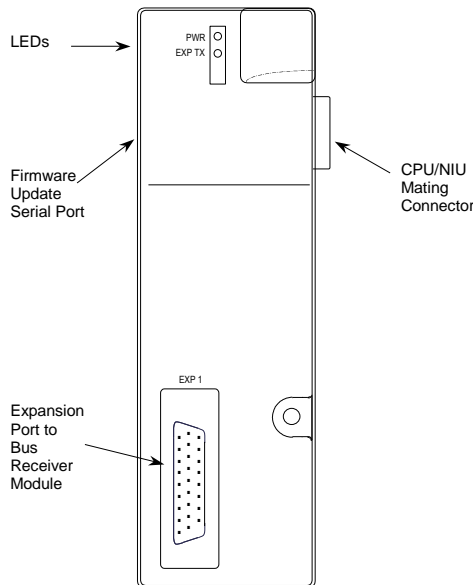 LEDs
PWR
EXP TX
Firmware
Update
Serial Port
CPU/NIU
Mating
Connector
EXP 1
Expansion
Port to
Bus
Receiver
Module